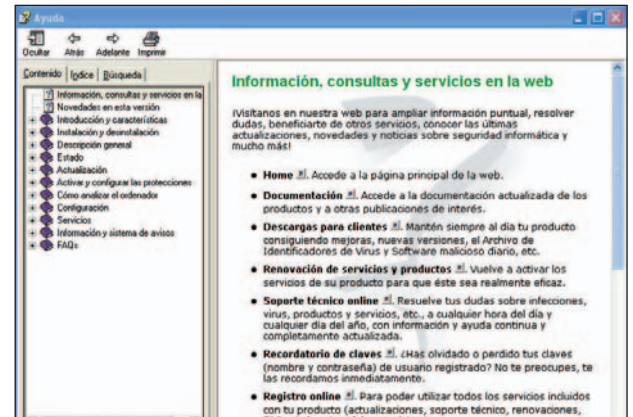 Ayuda
Ocultar Atrás Adelante Imprimir
Contenido Índice Búsqueda
Información, consultas y servicios en la
Novedades en esta versión
Introducción y características
Instalación y desinstalación
Descripción general
Estado
Actualización
Activar y configurar las protecciones
Cómo analizar el ordenador
Configuración
Servicios
Información y sistema de avisos
FAQs
Información, consultas y servicios en la web
¡Visítanos en nuestra web para ampliar información puntual, resolver
dudas, beneficiarte de otros servicios, conocer las últimas
actualizaciones, novedades y noticias sobre seguridad informática y
mucho más!
Home . Accede a la página principal de la web.
Documentación . Accede a la documentación actualizada de los
productos y a otras publicaciones de interés.
Descargas para clientes . Mantén siempre al día tu producto
consiguiendo mejoras, nuevas versiones, el Archivo de
Identificadores de Virus y Software malicioso diario, etc.
Renovación de servicios y productos . Vuelve a activar los
servicios de su producto para que éste sea realmente eficaz.
Soporte técnico online . Resuelve tus dudas sobre infecciones,
virus, productos y servicios, etc., a cualquier hora del día y
cualquier día del año, con información y ayuda continua y
completamente actualizada.
Recordatorio de claves . ¿Has olvidado o perdido tus claves
(nombre y contraseña) de usuario registrado? No te preocupes, te
las recordamos inmediatamente.
Registro online . Para poder utilizar todos los servicios incluidos
con tu producto (actualizaciones, soporte técnico, renovaciones,